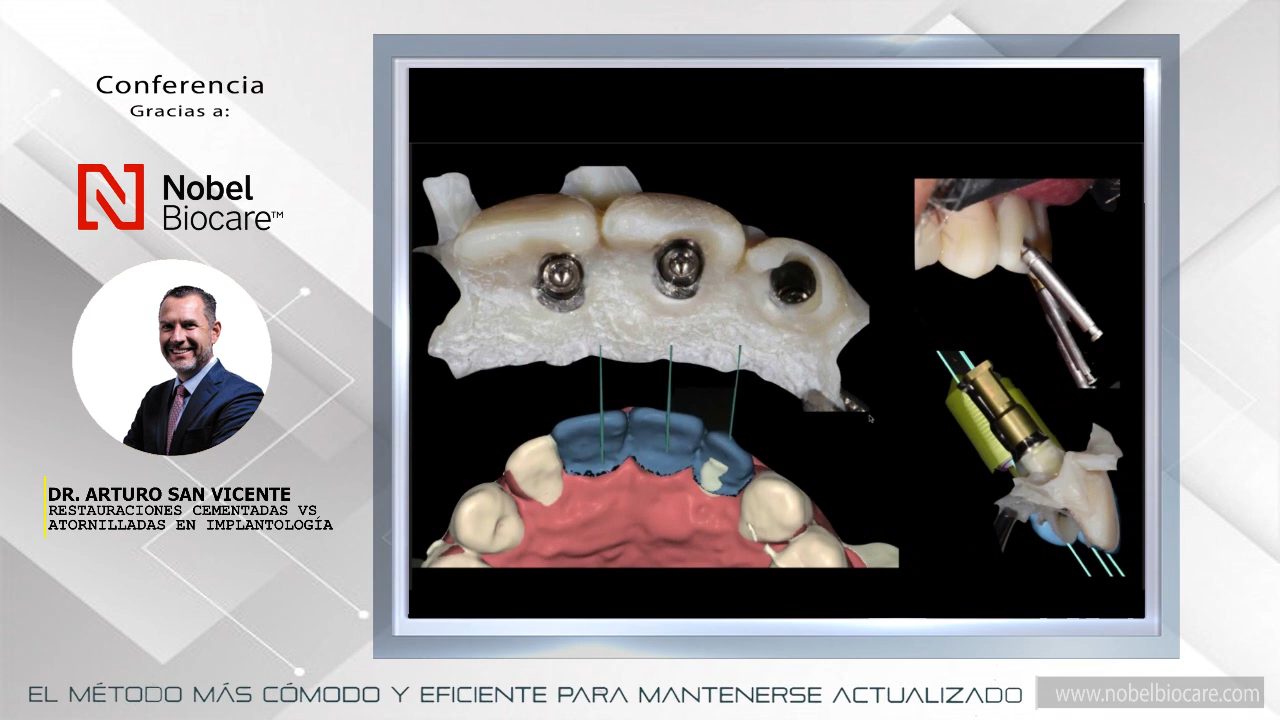 Conferencia
Gracias a:
Nobel
Biocare™
DR. ARTURO SAN VICENTE
RESTAURACIONES CEMENTADAS VS
ATORNILLADAS EN IMPLANTOLOGÍA
EL MÉTODO MÁS CÓMODO Y EFICIENTE PARA MANTENERSE ACTUALIZADO
www.nobelbiocare.com